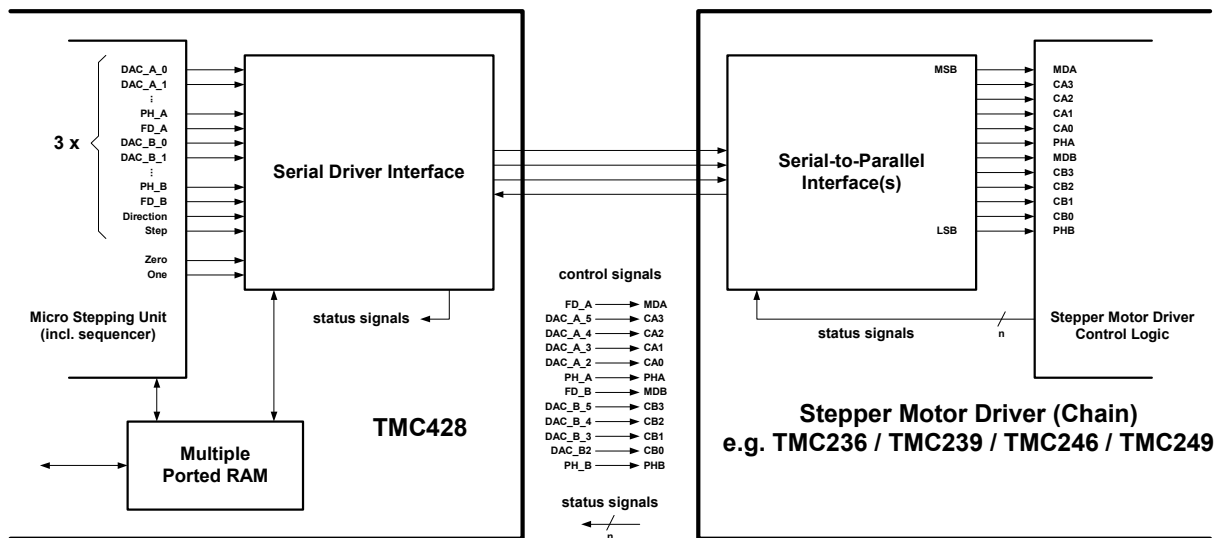 DAC_A_0
DAC_A_1
...
PH_A
FD_A
3 x
DAC_B_0
DAC_B_1
...
PH_B
FD_B
Direction
Step
Zero
One
Micro Stepping Unit
(incl. sequencer)
Serial Driver Interface
status signals
Multiple
Ported RAM
TMC428
control signals
FD_A MDA
DAC_A_5 CA3
DAC_A_4 CA2
DAC_A_3 CA1
DAC_A_2 CA0
PH_A PHA
FD_B MDB
DAC_B_5 CB3
DAC_B_4 CB2
DAC_B_3 CB1
DAC_B2 CB0
PH_B PHB
status signals
n
Serial-to-Parallel
Interface(s)
MSB
LSB
MDA
CA3
CA2
CA1
CA0
PHA
MDB
CB3
CB2
CB1
CB0
PHB
status signals
n
Stepper Motor Driver
Control Logic
Stepper Motor Driver (Chain)
e.g. TMC236 / TMC239 / TMC246 / TMC249